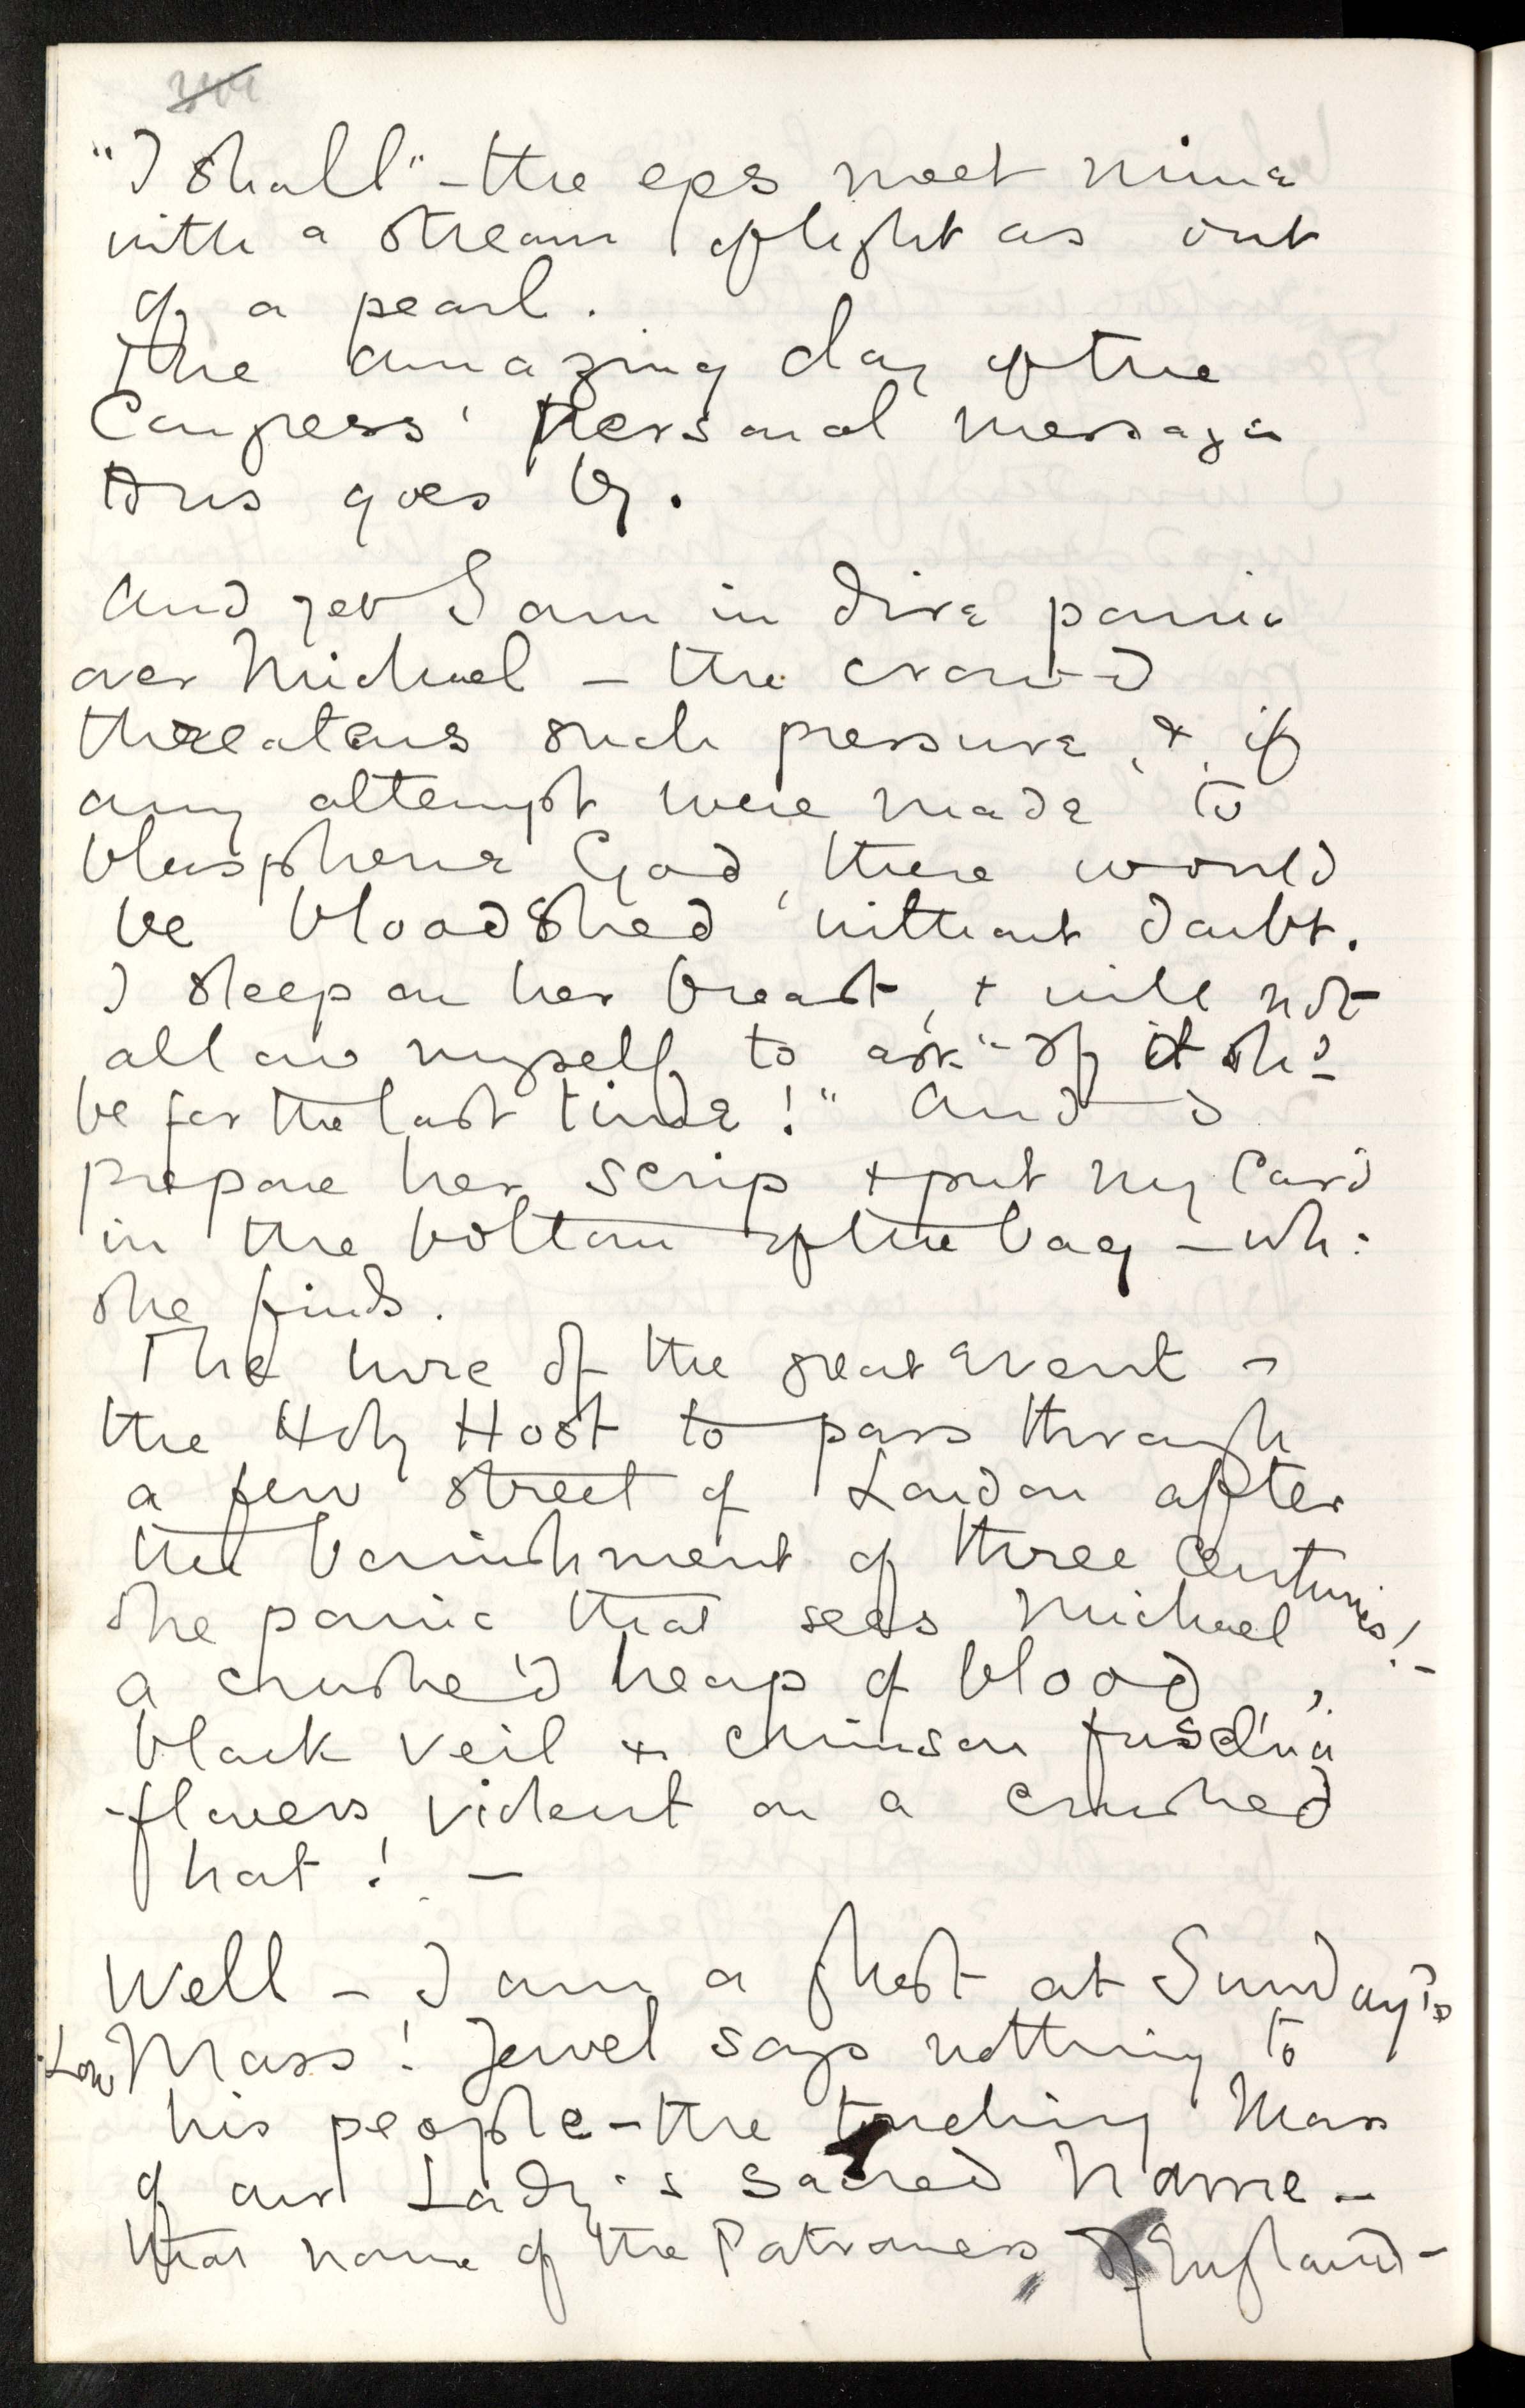 "I shall" – the eyes meet mine
with a stream of light as out
of a pearl.
The amazing day of the
Congress' Personal message
thus goes by.
And yet I am in dire panic
over Michael – the crowd
threatens such pressure, & if
any attempt were made to
blaspheme God, there would
be bloodshed without doubt.
I sleep on her breast, & will not
allow myself to ask "If it shd
be for the last time!" And I
prepare her scrip & put my Card
in the bottom of the bag – wh:
she finds.
The lure of the great event –
the Holy Host to pass through
a few street of London after
the banishment of three Centuries! –
The panic that sees Michael
a crushe'd heap of blood,
black veil & crimson
flowers violent on a crushed
hat! –
Well – I am a ghost at Sunday's
Low Mass! Jewel says nothing to
his people – the touching Mass
of our Lady's Sacred Name –
that name of the Patroness of England –